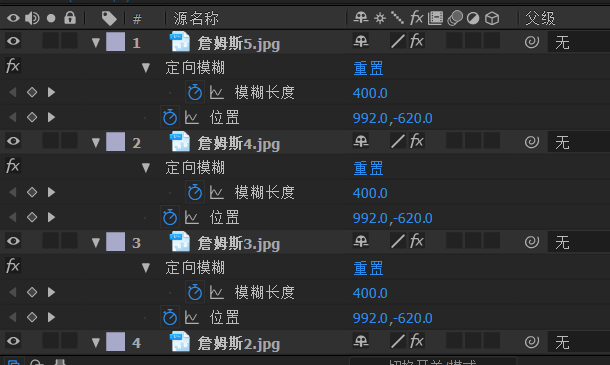 # 源名称 fx 父级
1 詹姆斯5.jpg fx 无
fx 定向模糊 重置
模糊长度 400.0
位置 992.0,-620.0
2 詹姆斯4.jpg fx 无
fx 定向模糊 重置
模糊长度 400.0
位置 992.0,-620.0
3 詹姆斯3.jpg fx 无
fx 定向模糊 重置
模糊长度 400.0
位置 992.0,-620.0
4 詹姆斯2.jpg fx 无
切换开关/模式